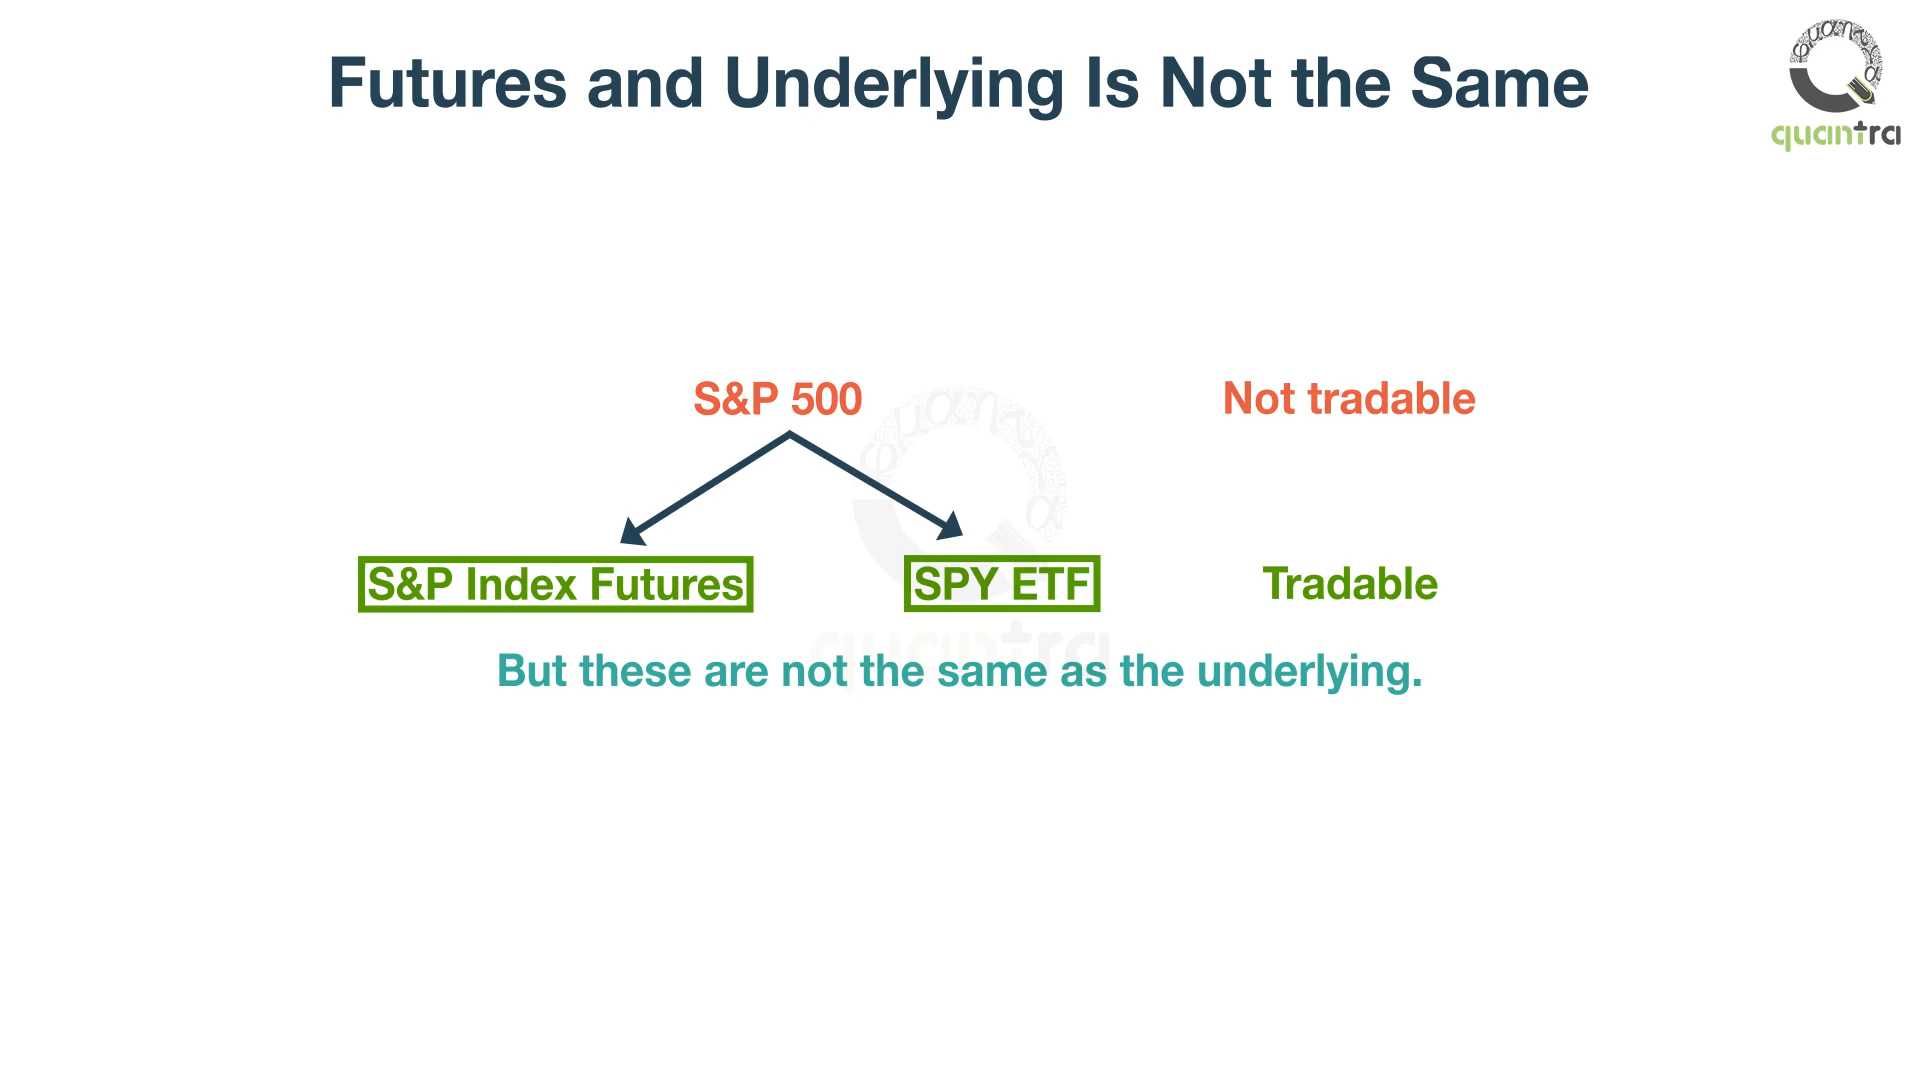 Futures and Underlying Is Not the Same
quantra
S&P 500
Not tradable
S&P Index Futures
SPY ETF
Tradable
quantra
But these are not the same as the underlying.